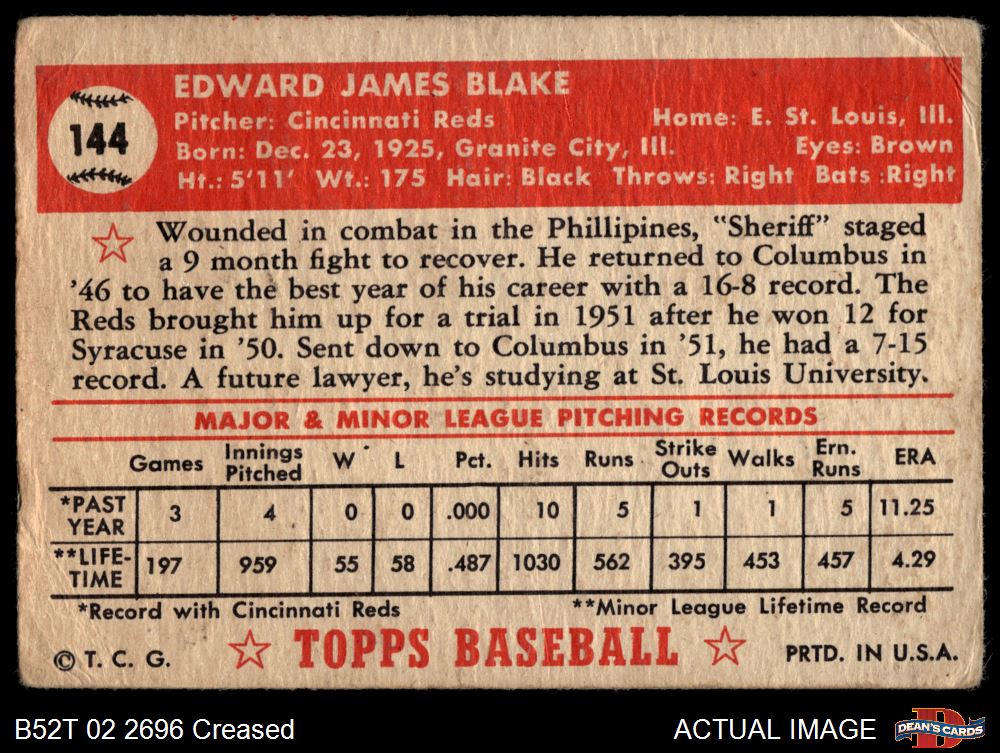 144
EDWARD JAMES BLAKE
Pitcher: Cincinnati Reds Home: E. St. Louis, Ill.
Born: Dec. 23, 1925, Granite City, Ill. Eyes: Brown
Ht.: 5'11' Wt.: 175 Hair: Black Throws: Right Bats :Right
Wounded in combat in the Phillipines, "Sheriff" staged
a 9 month fight to recover. He returned to Columbus in
'46 to have the best year of his career with a 16-8 record. The
Reds brought him up for a trial in 1951 after he won 12 for
Syracuse in '50. Sent down to Columbus in '51, he had a 7-15
record. A future lawyer, he's studying at St. Louis University.
MAJOR & MINOR LEAGUE PITCHING RECORDS
Games Innings Pitched W L Pct. Hits Runs Strike Outs Walks Ern. Runs ERA
*PAST YEAR 3 4 0 0 .000 10 5 1 1 5 11.25
**LIFE-TIME 197 959 55 58 .487 1030 562 395 453 457 4.29
*Record with Cincinnati Reds **Minor League Lifetime Record
© T. C. G. TOPPS BASEBALL PRTD. IN U.S.A.
B52T 02 2696 Creased ACTUAL IMAGE DEAN'S CARDS